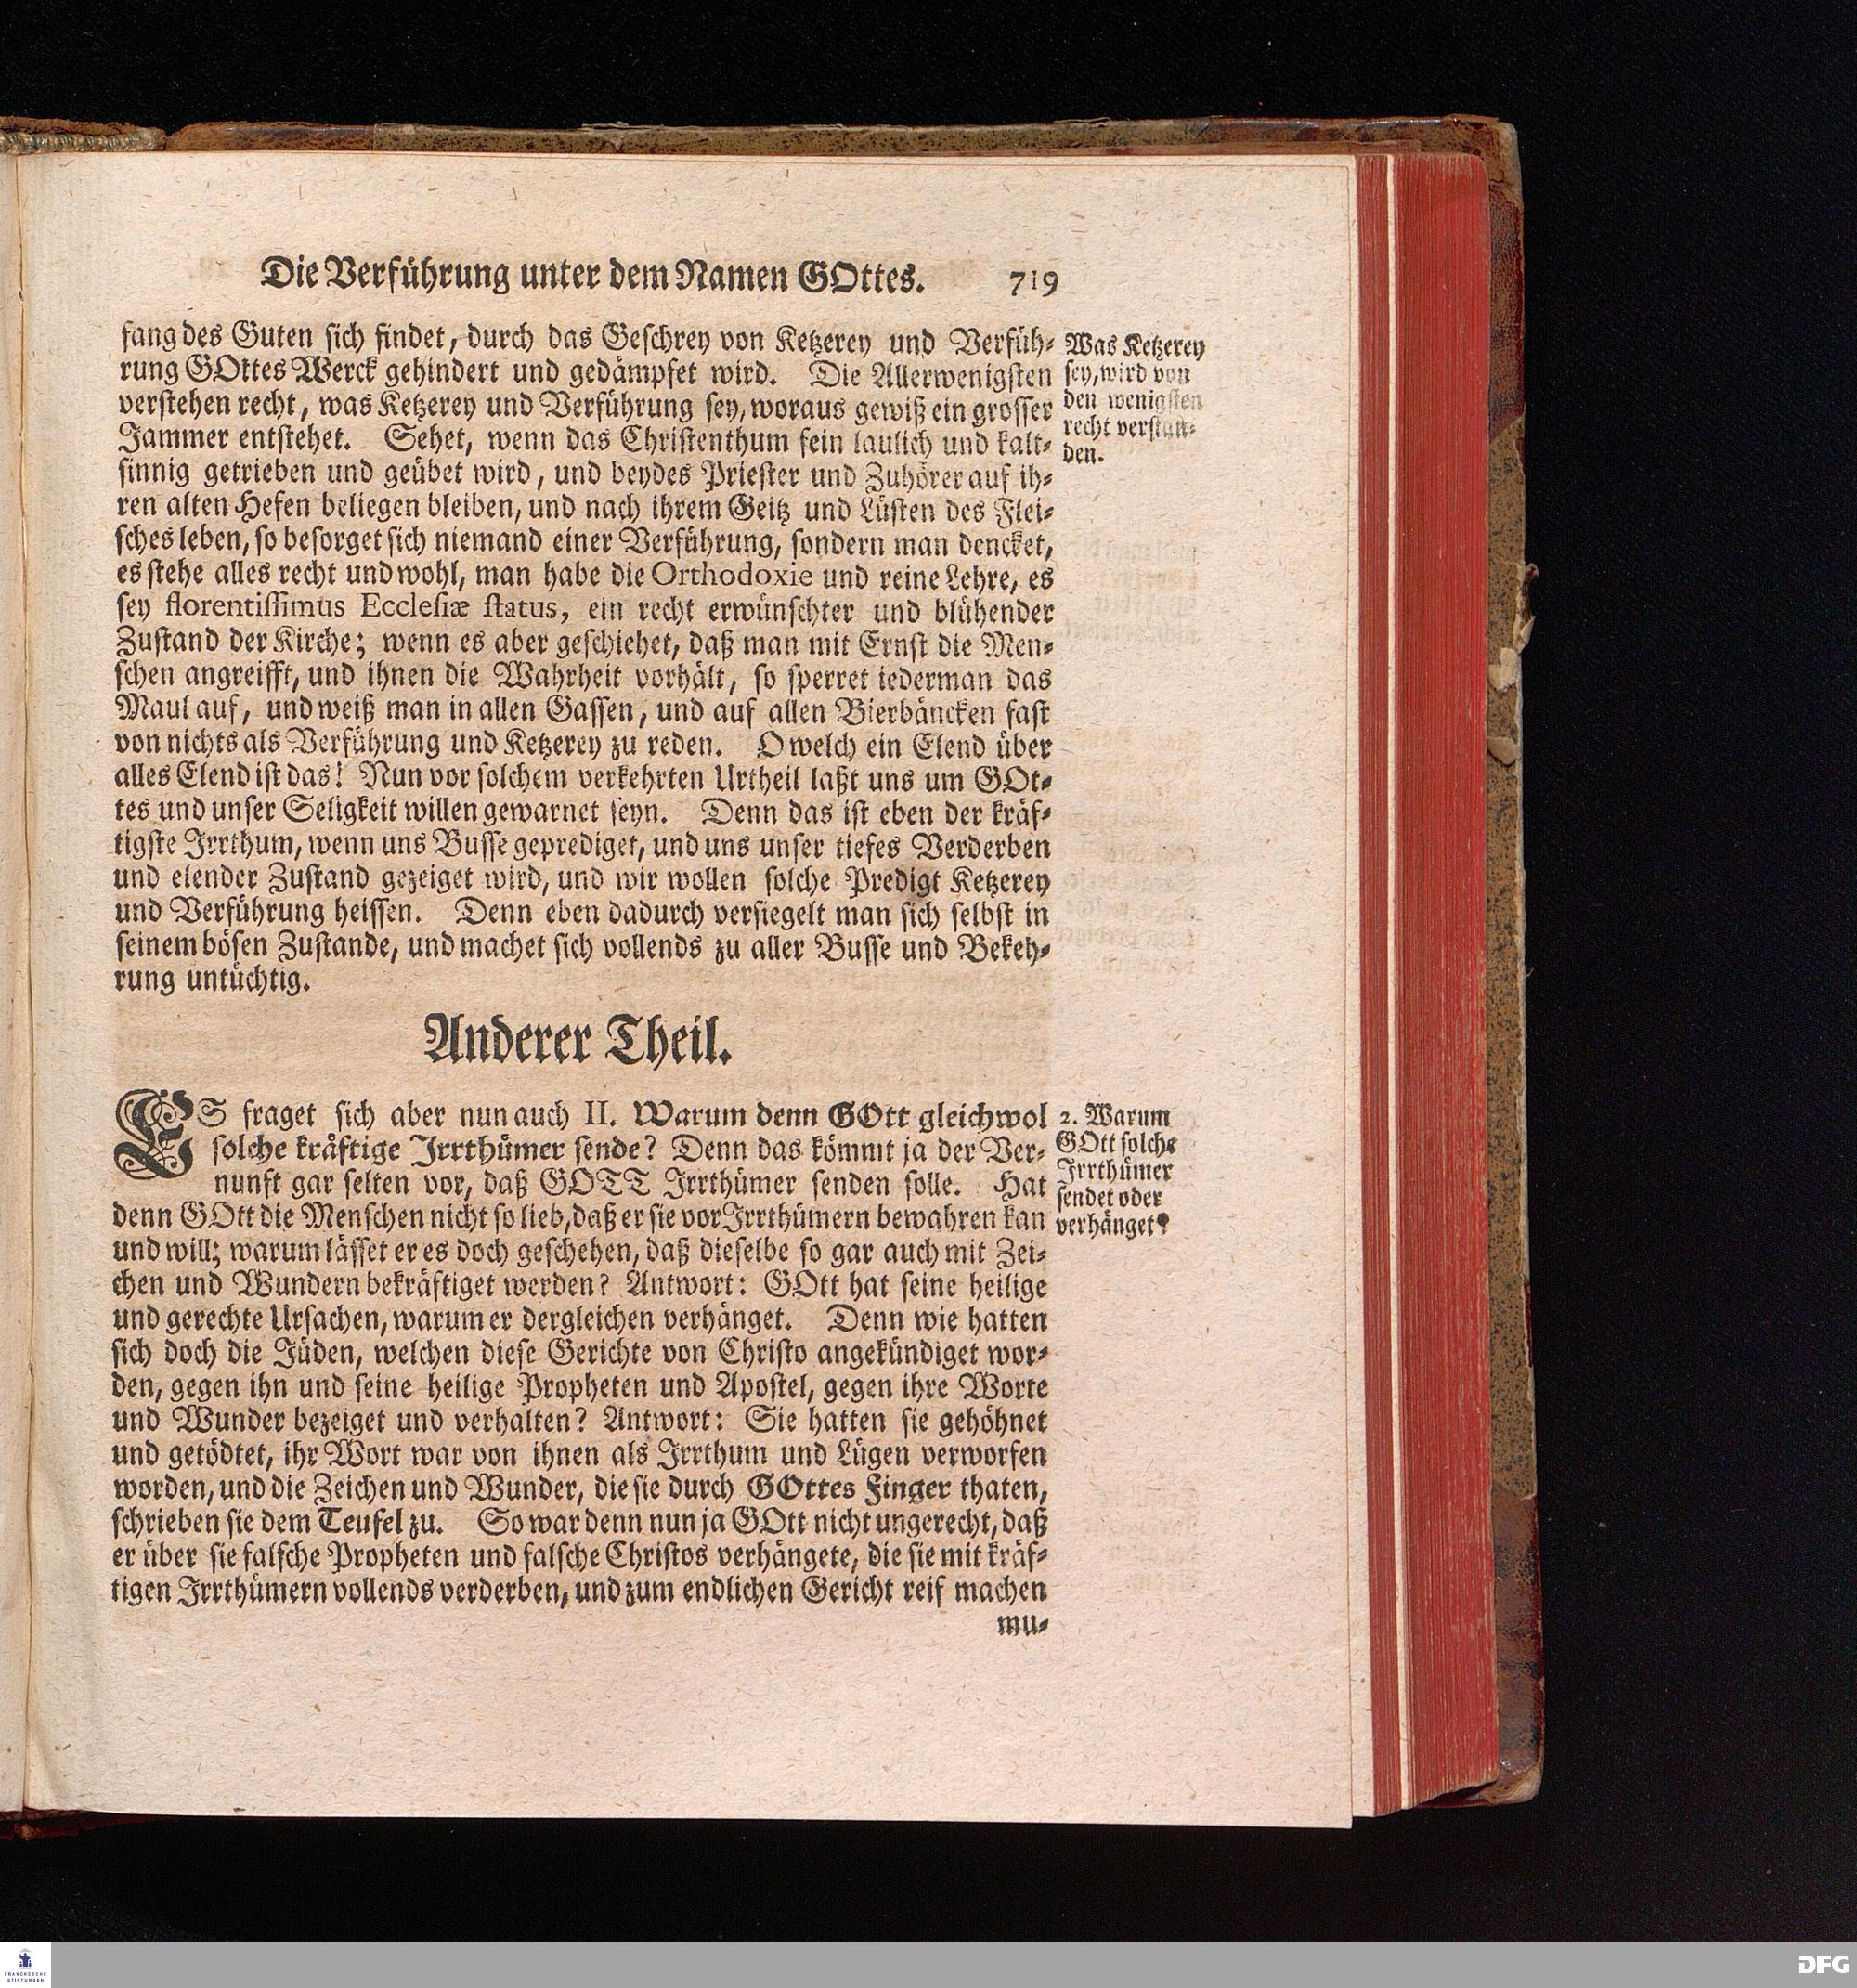 Die Verführung unter dem Namen GOttes. 719
fang des Guten sich findet, durch das Geschrey von Ketzerey und Verfüh-
rung GOttes Werck gehindert und gedämpfet wird. Die Allerwenigsten
verstehen recht, was Ketzerey und Verführung sey, woraus gewiß ein grosser
Jammer entstehet. Sehet, wenn das Christenthum fein laulich und kalt-
sinnig getrieben und geübet wird, und beydes Priester und Zuhörer auf ih-
ren alten Hefen beliegen bleiben, und nach ihrem Geitz und Lüsten des Flei-
sches leben, so besorget sich niemand einer Verführung, sondern man dencket,
es stehe alles recht und wohl, man habe die Orthodoxie und reine Lehre, es
sey florentissimus Ecclesiæ status, ein recht erwünschter und blühender
Zustand der Kirche; wenn es aber geschiehet, daß man mit Ernst die Men-
schen angreifft, und ihnen die Wahrheit vorhält, so sperret iederman das
Maul auf, und weiß man in allen Gassen, und auf allen Bierbäncken fast
von nichts als Verführung und Ketzerey zu reden. O welch ein Elend über
alles Elend ist das! Nun vor solchem verkehrten Urtheil laßt uns um GOt-
tes und unser Seligkeit willen gewarnet seyn. Denn das ist eben der kräf-
tigste Irrthum, wenn uns Busse geprediget, und uns unser tiefes Verderben
und elender Zustand gezeiget wird, und wir wollen solche Predigt Ketzerey
und Verführung heissen. Denn eben dadurch versiegelt man sich selbst in
seinem bösen Zustande, und machet sich vollends zu aller Busse und Bekeh-
rung untüchtig.
Was Ketzerey
sey, wird von
den wenigsten
recht verstan-
den.
Anderer Theil.
ES fraget sich aber nun auch II. Warum denn GOtt gleichwol
solche kräftige Irrthümer sende? Denn das kömmt ja der Ver-
nunft gar selten vor, daß GOTT Irrthümer senden solle. Hat
denn GOtt die Menschen nicht so lieb, daß er sie vor Irrthümern bewahren kan
und will; warum lässet er es doch geschehen, daß dieselbe so gar auch mit Zei-
chen und Wundern bekräftiget werden? Antwort: GOtt hat seine heilige
und gerechte Ursachen, warum er dergleichen verhänget. Denn wie hatten
sich doch die Jüden, welchen diese Gerichte von Christo angekündiget wor-
den, gegen ihn und seine heilige Propheten und Apostel, gegen ihre Worte
und Wunder bezeiget und verhalten? Antwort: Sie hatten sie gehöhnet
und getödtet, ihr Wort war von ihnen als Irrthum und Lügen verworfen
worden, und die Zeichen und Wunder, die sie durch GOttes Finger thaten,
schrieben sie dem Teufel zu. So war denn nun ja GOtt nicht ungerecht, daß
er über sie falsche Propheten und falsche Christos verhängete, die sie mit kräf-
tigen Irrthümern vollends verderben, und zum endlichen Gericht reif machen
mu-
2. Warum
GOtt solche
Irrthümer
sendet oder
verhänget?
FRANCKESCHE
STIFTUNGEN
DFG